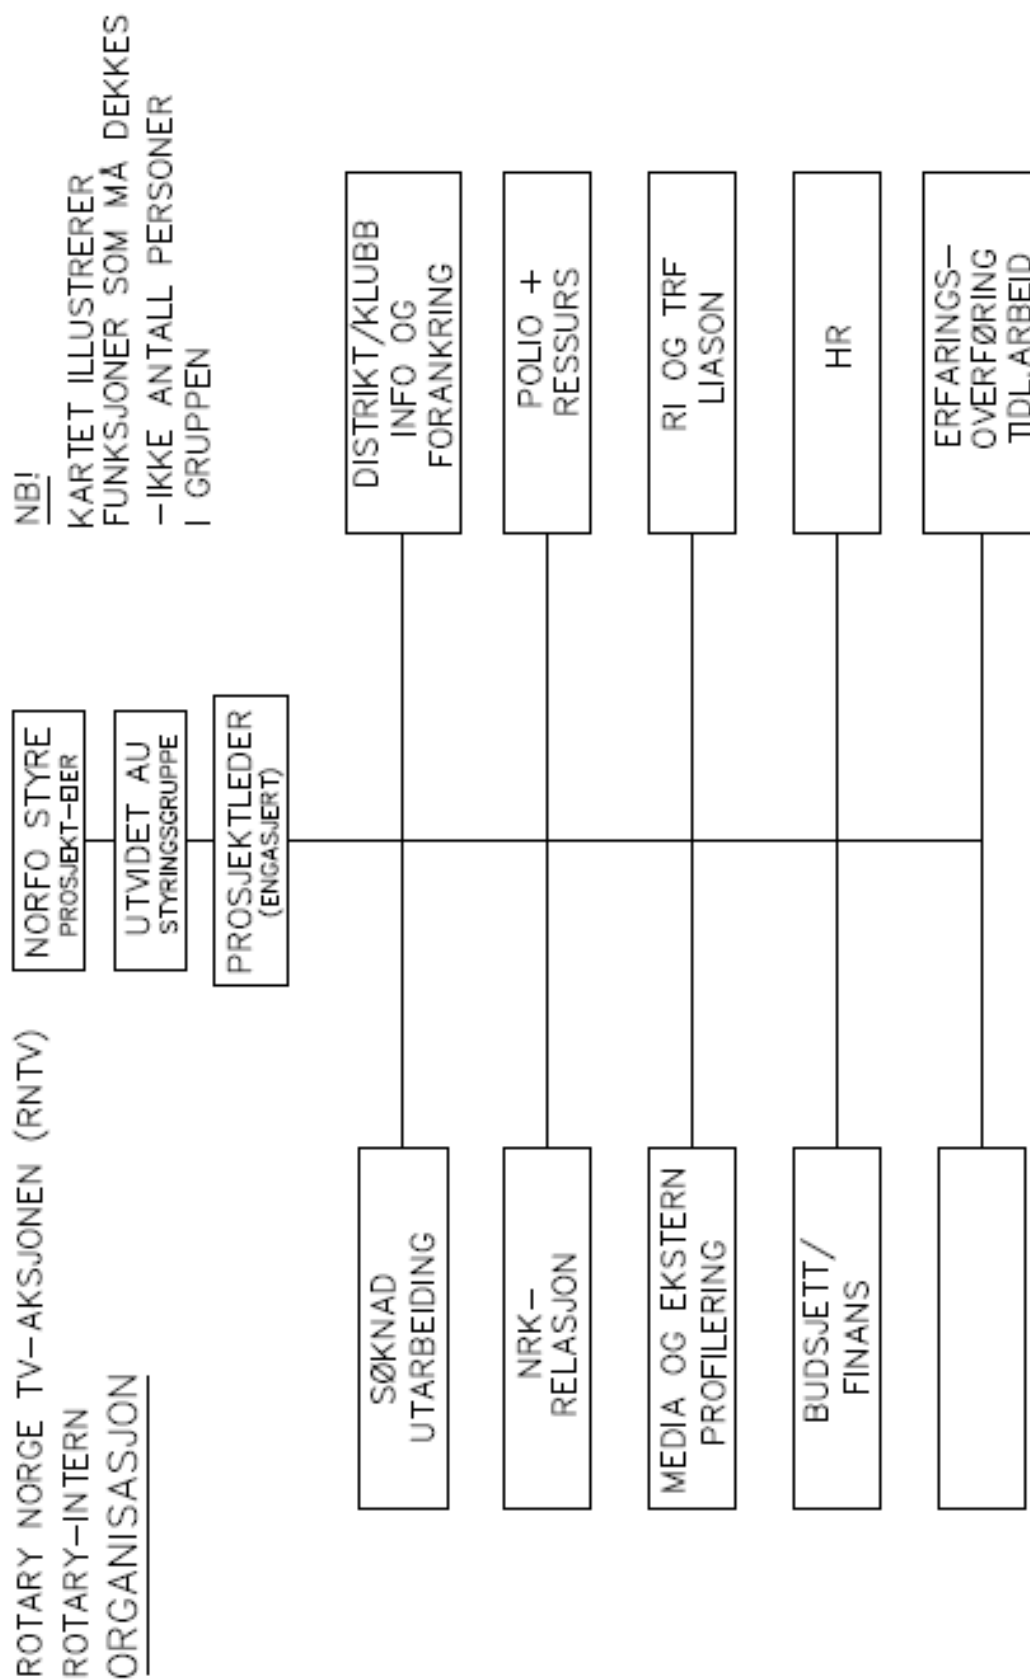 ROTARY NORGE TV-AKSJONEN (RNTV)
ROTARY-INTERN
ORGANISASJON
NORFO STYRE
PROSJEKT-EIER
UTVIDET AU
STYRINGSGRUPPE
PROSJEKTLEDER
(ENGASJERT)
NB!
KARTET ILLUSTRERER
FUNKSJONER SOM MÅ DEKKES
-IKKE ANTALL PERSONER
I GRUPPEN
SØKNAD
UTARBEIDING
DISTRIKT/KLUBB
INFO OG
FORANKRING
NRK-
RELASJON
POLIO +
RESSURS
MEDIA OG EKSTERN
PROFILERING
RI OG TRF
LIASON
BUDSJETT/
FINANS
HR
ERFARINGS-
OVERFØRING
TIDL.ARBEID